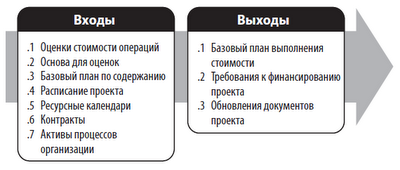 Входы
.1 Оценки стоимости операций
.2 Основа для оценок
.3 Базовый план по содержанию
.4 Расписание проекта
.5 Ресурсные календари
.6 Контракты
.7 Активы процессов
организации
Выходы
.1 Базовый план выполнения
стоимости
.2 Требования к финансированию
проекта
.3 Обновления документов
проекта